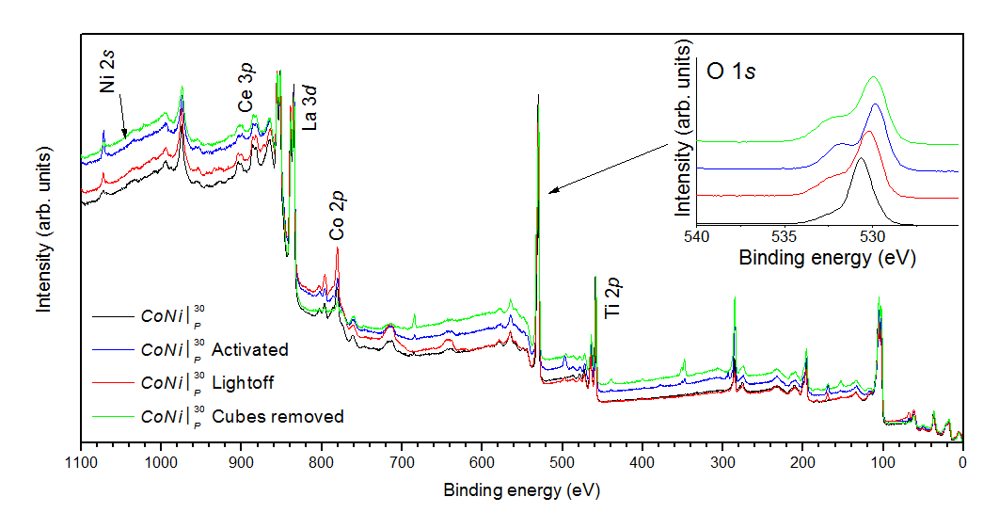 Ni 2s
Ce 3p
La 3d
Co 2p
Ti 2p
Intensity (arb. units)
CoNi|30P
CoNi|30P Activated
CoNi|30P Lightoff
CoNi|30P Cubes removed
1100 1000 900 800 700 600 500 400 300 200 100 0
Binding energy (eV)
O 1s
Intensity (arb. units)
540 535 530
Binding energy (eV)